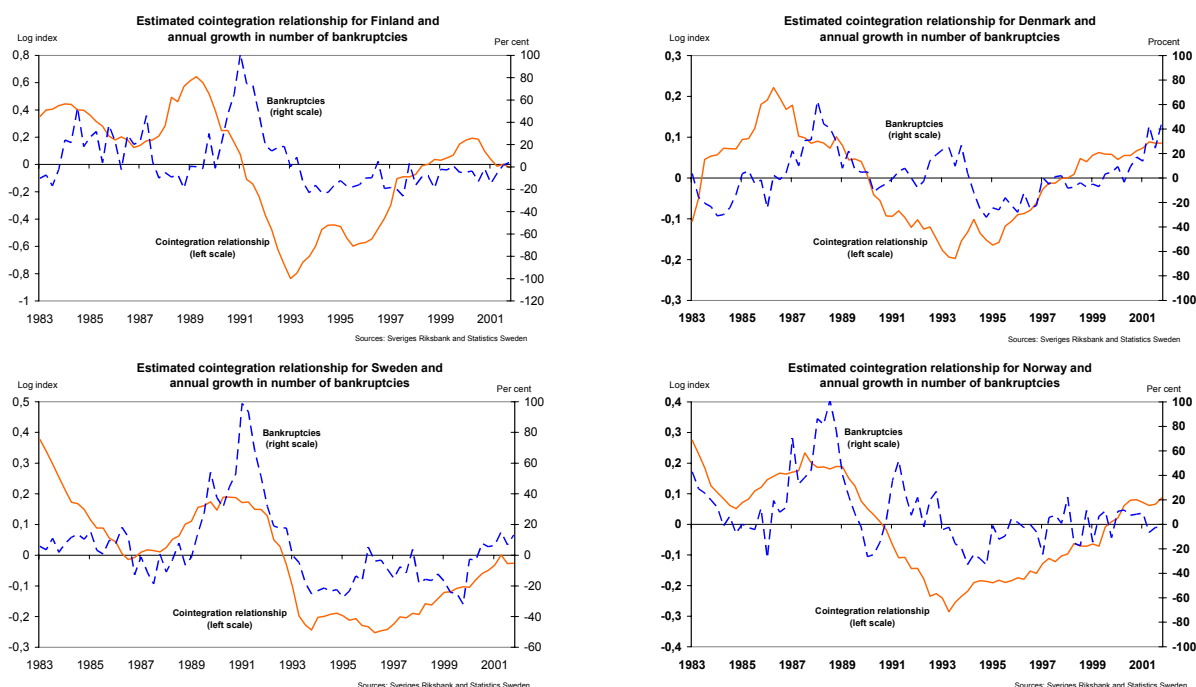 Estimated cointegration relationship for Finland and
annual growth in number of bankruptcies
Log index
Per cent
0,8
0,6
0,4
0,2
0
-0,2
-0,4
-0,6
-0,8
-1
100
80
60
40
20
0
-20
-40
-60
-80
-100
-120
Bankruptcies
(right scale)
Cointegration relationship
(left scale)
1983 1985 1987 1989 1991 1993 1995 1997 1999 2001
Sources: Sveriges Riksbank and Statistics Sweden
Estimated cointegration relationship for Denmark and
annual growth in number of bankruptcies
Log index
Procent
0,3
0,2
0,1
0
-0,1
-0,2
-0,3
100
80
60
40
20
0
-20
-40
-60
-80
-100
Bankruptcies
(right scale)
Cointegration relationship
(left scale)
1983 1985 1987 1989 1991 1993 1995 1997 1999 2001
Sources: Sveriges Riksbank and Statistics Sweden
Estimated cointegration relationship for Sweden and
annual growth in number of bankruptcies
Log index
Per cent
0,5
0,4
0,3
0,2
0,1
0
-0,1
-0,2
-0,3
100
80
60
40
20
0
-20
-40
-60
Bankruptcies
(right scale)
Cointegration relationship
(left scale)
1983 1985 1987 1989 1991 1993 1995 1997 1999 2001
Sources: Sveriges Riksbank and Statistics Sweden
Estimated cointegration relationship for Norway and
annual growth in number of bankruptcies
Log index
Per cent
0,4
0,3
0,2
0,1
0
-0,1
-0,2
-0,3
0,4
100
80
60
40
20
0
-20
-40
-60
-80
-100
Bankruptcies
(right scale)
Cointegration relationship
(left scale)
1983 1985 1987 1989 1991 1993 1995 1997 1999 2001
Sources: Sveriges Riksbank and Statistics Sweden